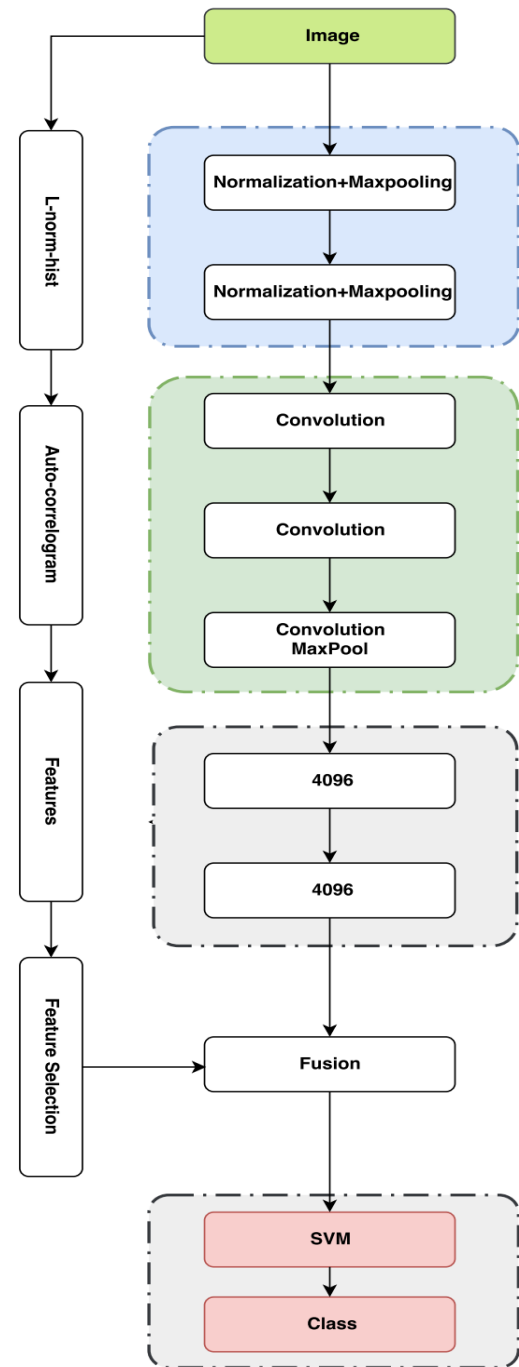 Image
L-norm-hist
Auto-correlogram
Features
Feature Selection
Normalization+Maxpooling
Normalization+Maxpooling
Convolution
Convolution
Convolution
MaxPool
4096
4096
Fusion
SVM
Class